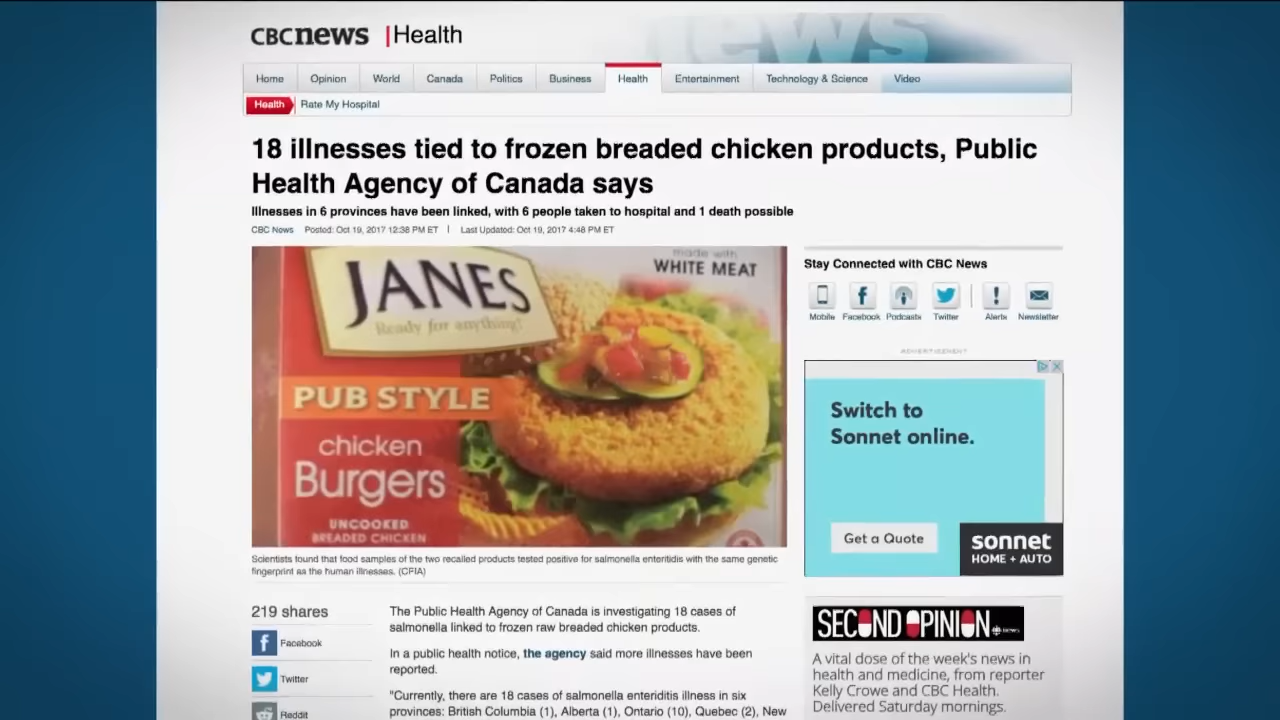 CBCnews | Health
news
Home Opinion World Canada Politics Business Health Entertainment Technology & Science Video
Health Rate My Hospital
18 illnesses tied to frozen breaded chicken products, Public
Health Agency of Canada says
Illnesses in 6 provinces have been linked, with 6 people taken to hospital and 1 death possible
CBC News Posted: Oct 19, 2017 12:38 PM ET | Last Updated: Oct 19, 2017 4:48 PM ET
JANES
Ready for anything!
made with
WHITE MEAT
PUB STYLE
chicken
Burgers
UNCOOKED
BREADED CHICKEN
Scientists found that food samples of the two recalled products tested positive for salmonella enteritidis with the same genetic
fingerprint as the human illnesses. (CFIA)
219 shares
Facebook
Twitter
Reddit
The Public Health Agency of Canada is investigating 18 cases of
salmonella linked to frozen raw breaded chicken products.
In a public health notice, the agency said more illnesses have been
reported.
"Currently, there are 18 cases of salmonella enteritidis illness in six
provinces: British Columbia (1), Alberta (1), Ontario (10), Quebec (2), New
Stay Connected with CBC News
Mobile Facebook Podcasts Twitter Alerts Newsletter
ADVERTISEMENT
Switch to
Sonnet online.
Get a Quote
sonnet
HOME + AUTO
SECOND OPINION
A vital dose of the week's news in
health and medicine, from reporter
Kelly Crowe and CBC Health.
Delivered Saturday mornings.